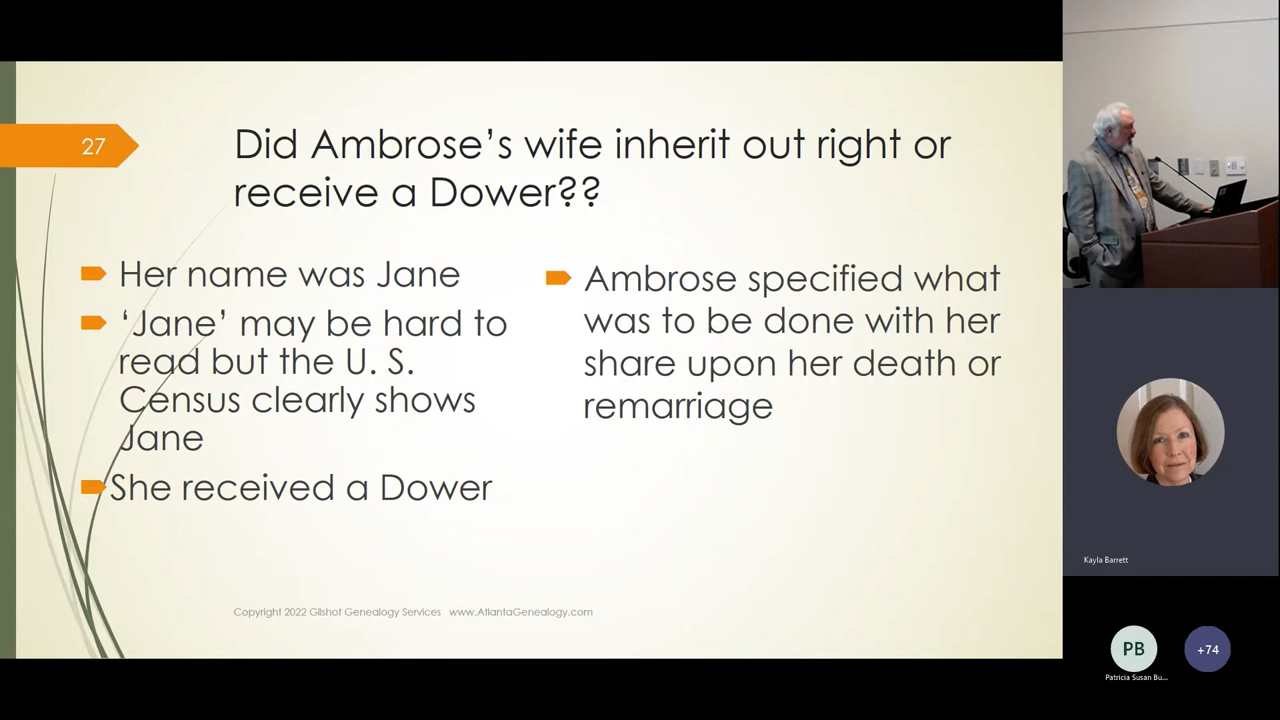 27
Did Ambrose’s wife inherit out right or
receive a Dower??
Her name was Jane
‘Jane’ may be hard to
read but the U. S.
Census clearly shows
Jane
She received a Dower
Ambrose specified what
was to be done with her
share upon her death or
remarriage
Copyright 2022 Gilshot Genealogy Services www.AtlantaGenealogy.com
Kayla Barrett
PB
+74
Patricia Susan Bu...